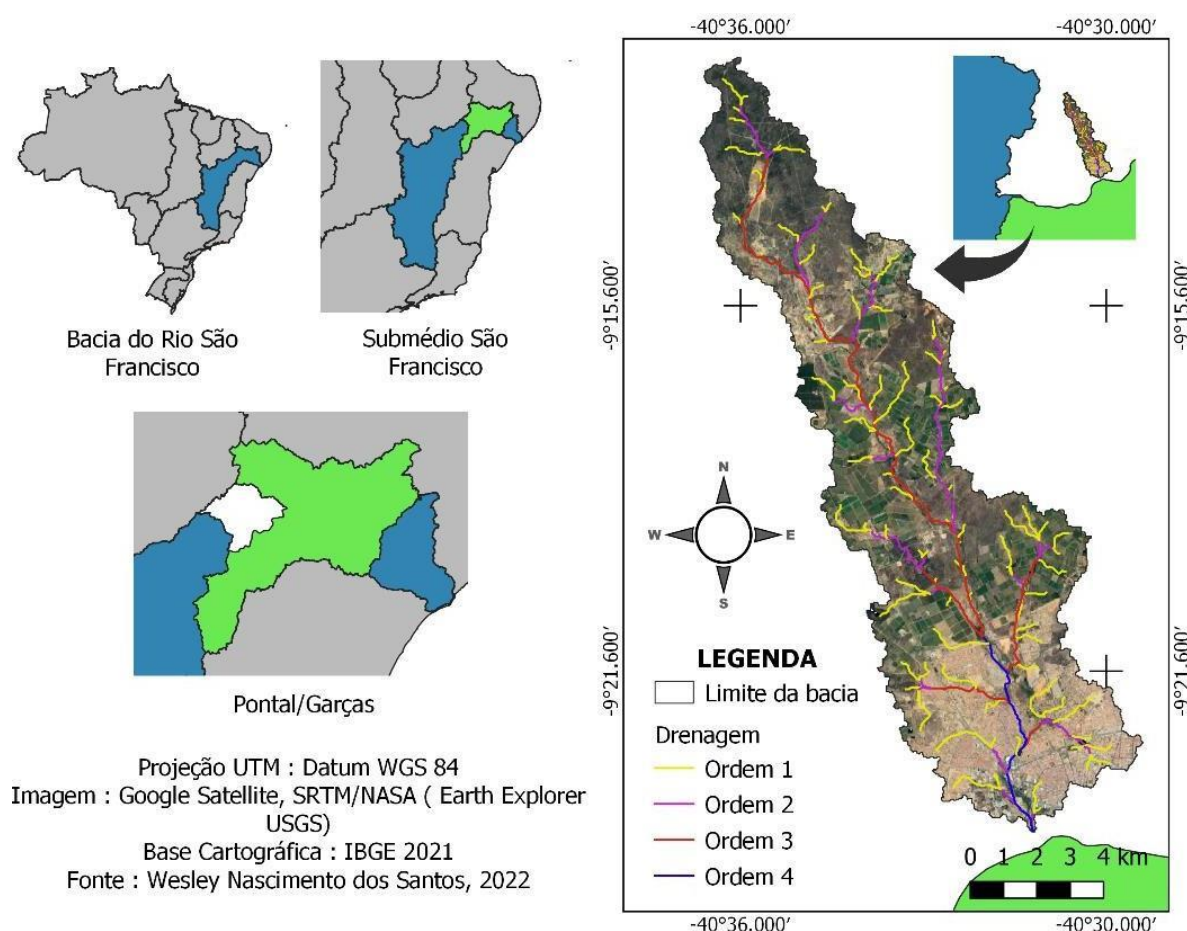 Bacia do Rio São
Francisco
Submédio São
Francisco
Pontal/Garças
Projeção UTM : Datum WGS 84
Imagem : Google Satellite, SRTM/NASA ( Earth Explorer
USGS)
Base Cartográfica : IBGE 2021
Fonte : Wesley Nascimento dos Santos, 2022
-40°36.000′
-40°30.000′
-9°15.600′
-9°15.600′
N
W
E
S
-9°21.600′
-9°21.600′
LEGENDA
Limite da bacia
Drenagem
Ordem 1
Ordem 2
Ordem 3
Ordem 4
0 1 2 3 4 km
-40°36.000′
-40°30.000′